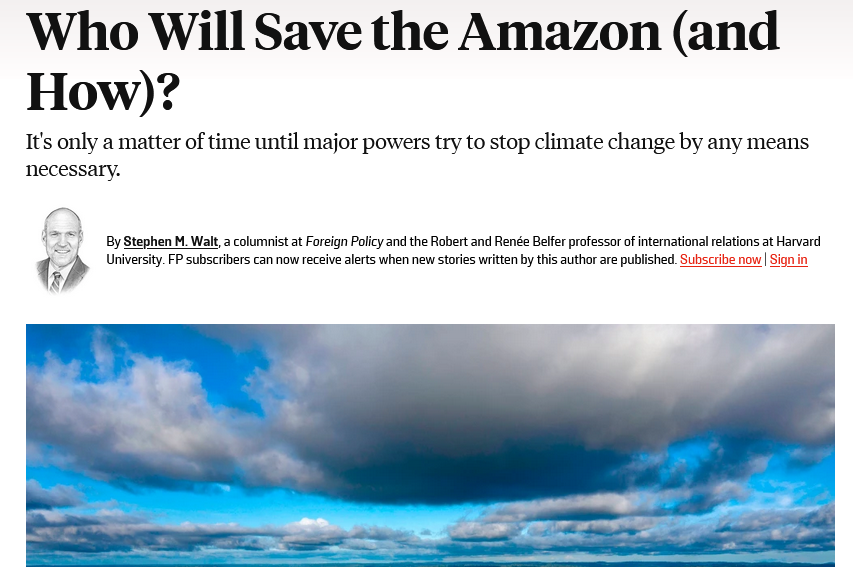 Who Will Save the Amazon (and
How)?
It's only a matter of time until major powers try to stop climate change by any means
necessary.
By Stephen M. Walt, a columnist at Foreign Policy and the Robert and Renée Belfer professor of international relations at Harvard
University. FP subscribers can now receive alerts when new stories written by this author are published. Subscribe now | Sign in